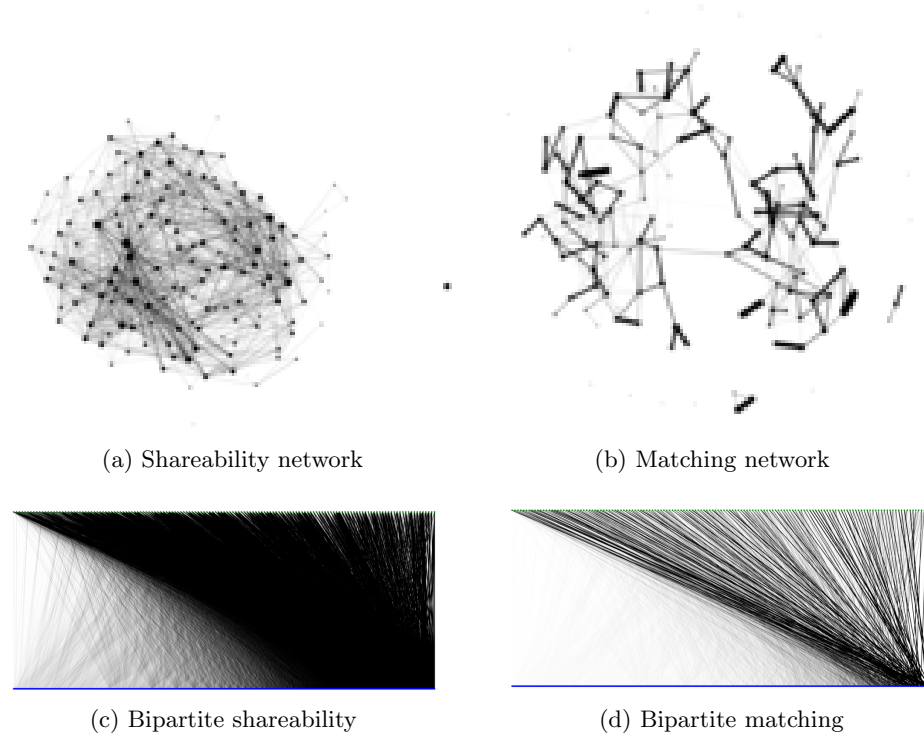 (a) Shareability network
(b) Matching network
(c) Bipartite shareability
(d) Bipartite matching